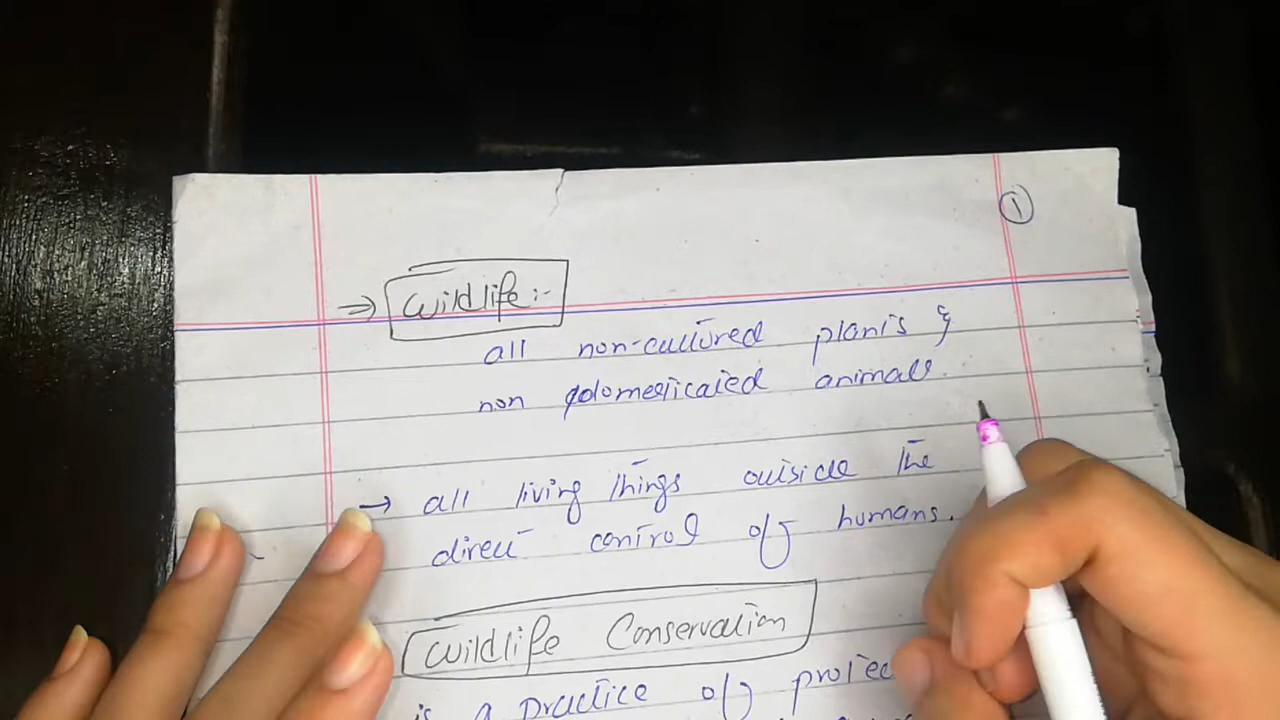 1
→ Wildlife:-
all non-cultured plants &
non domesticated animals.
→ all living things outside the
direct control of humans.
Wildlife Conservation
is a practice of protec